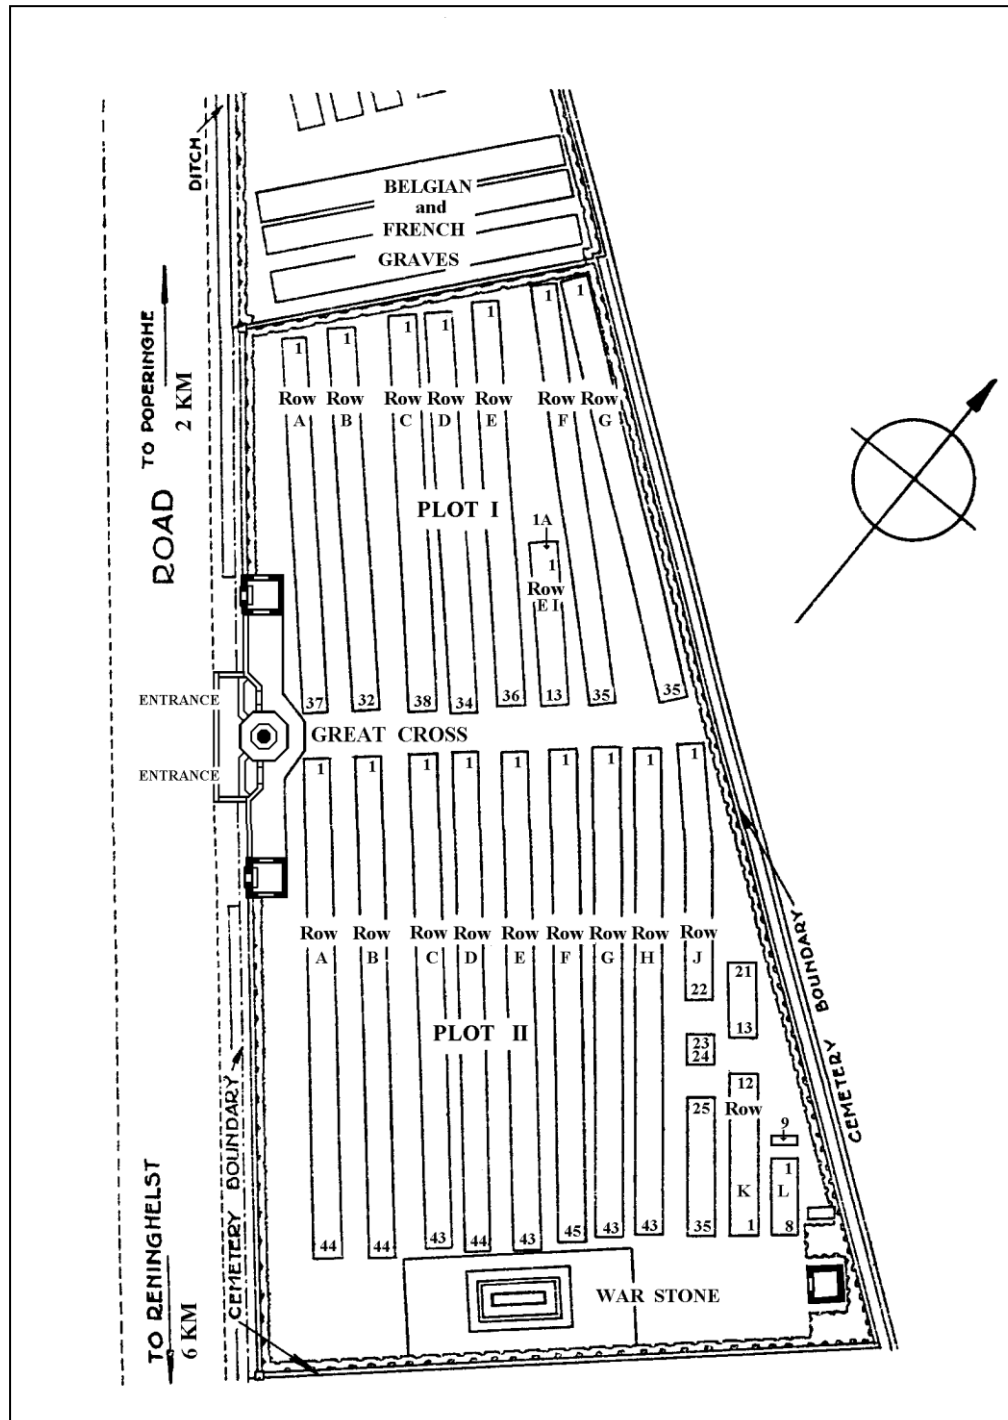 DITCH
BELGIAN
and
FRENCH
GRAVES
TO POPERINGHE
2 KM
ROAD
1 1 1 1 1 1 1
Row Row Row Row Row Row Row
A B C D E F G
PLOT I
1A
1
Row
E I
37 32 38 34 36 13 35 35
ENTRANCE
GREAT CROSS
ENTRANCE
1 1 1 1 1 1 1 1 1
Row Row Row Row Row Row Row Row Row
A B C D E F G H J
22
21
13
PLOT II
23
24
25
12
Row
K
1
9
1
L
8
35
44 44 43 44 43 45 43 43
CEMETERY BOUNDARY
CEMETERY BOUNDARY
TO RENINGHELST
6 KM
WAR STONE